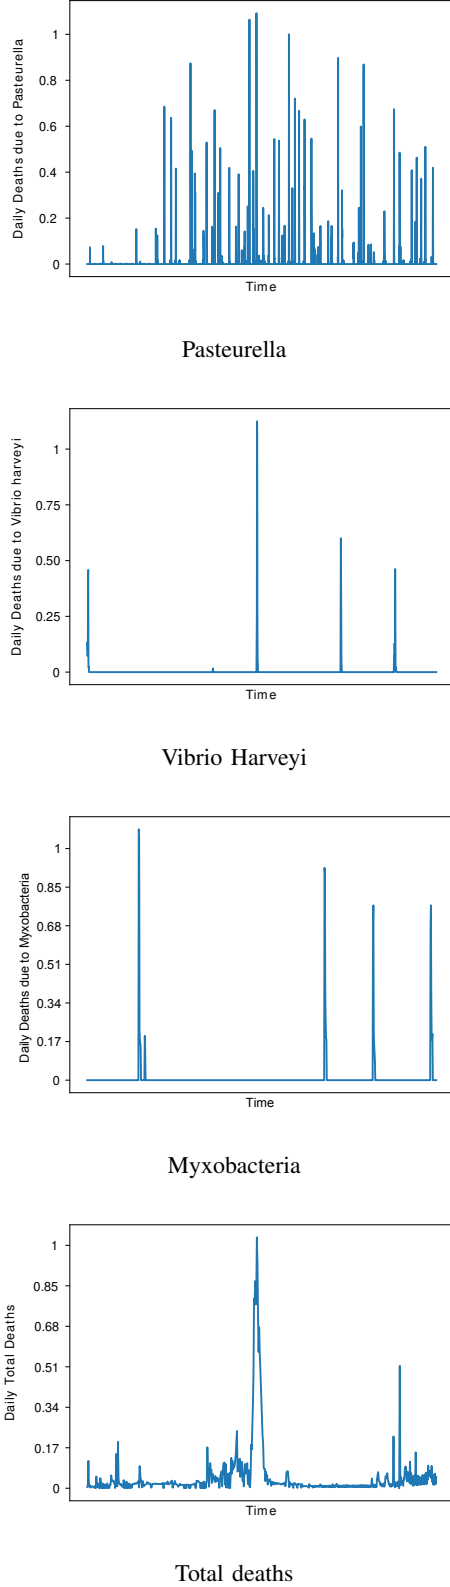 Daily Deaths due to Pasteurella
1
0.8
0.6
0.4
0.2
0
Time
Pasteurella
Daily Deaths due to Vibrio harveyi
1
0.75
0.50
0.25
0
Time
Vibrio Harveyi
Daily Deaths due to Myxobacteria
1
0.85
0.68
0.51
0.34
0.17
0
Time
Myxobacteria
Daily Total Deaths
1
0.85
0.68
0.51
0.34
0.17
0
Time
Total deaths